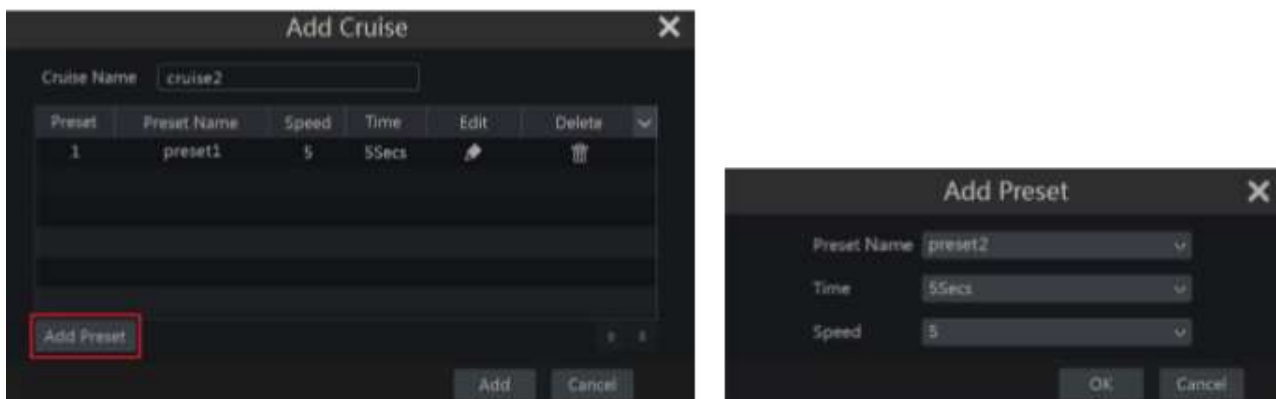 Add Cruise
Cruise Name cruise2
Preset Preset Name Speed Time Edit Delete
1 preset1 5 5Secs
Add Preset
Add Cancel
Add Preset
Preset Name preset2
Time 5Secs
Speed 5
OK Cancel